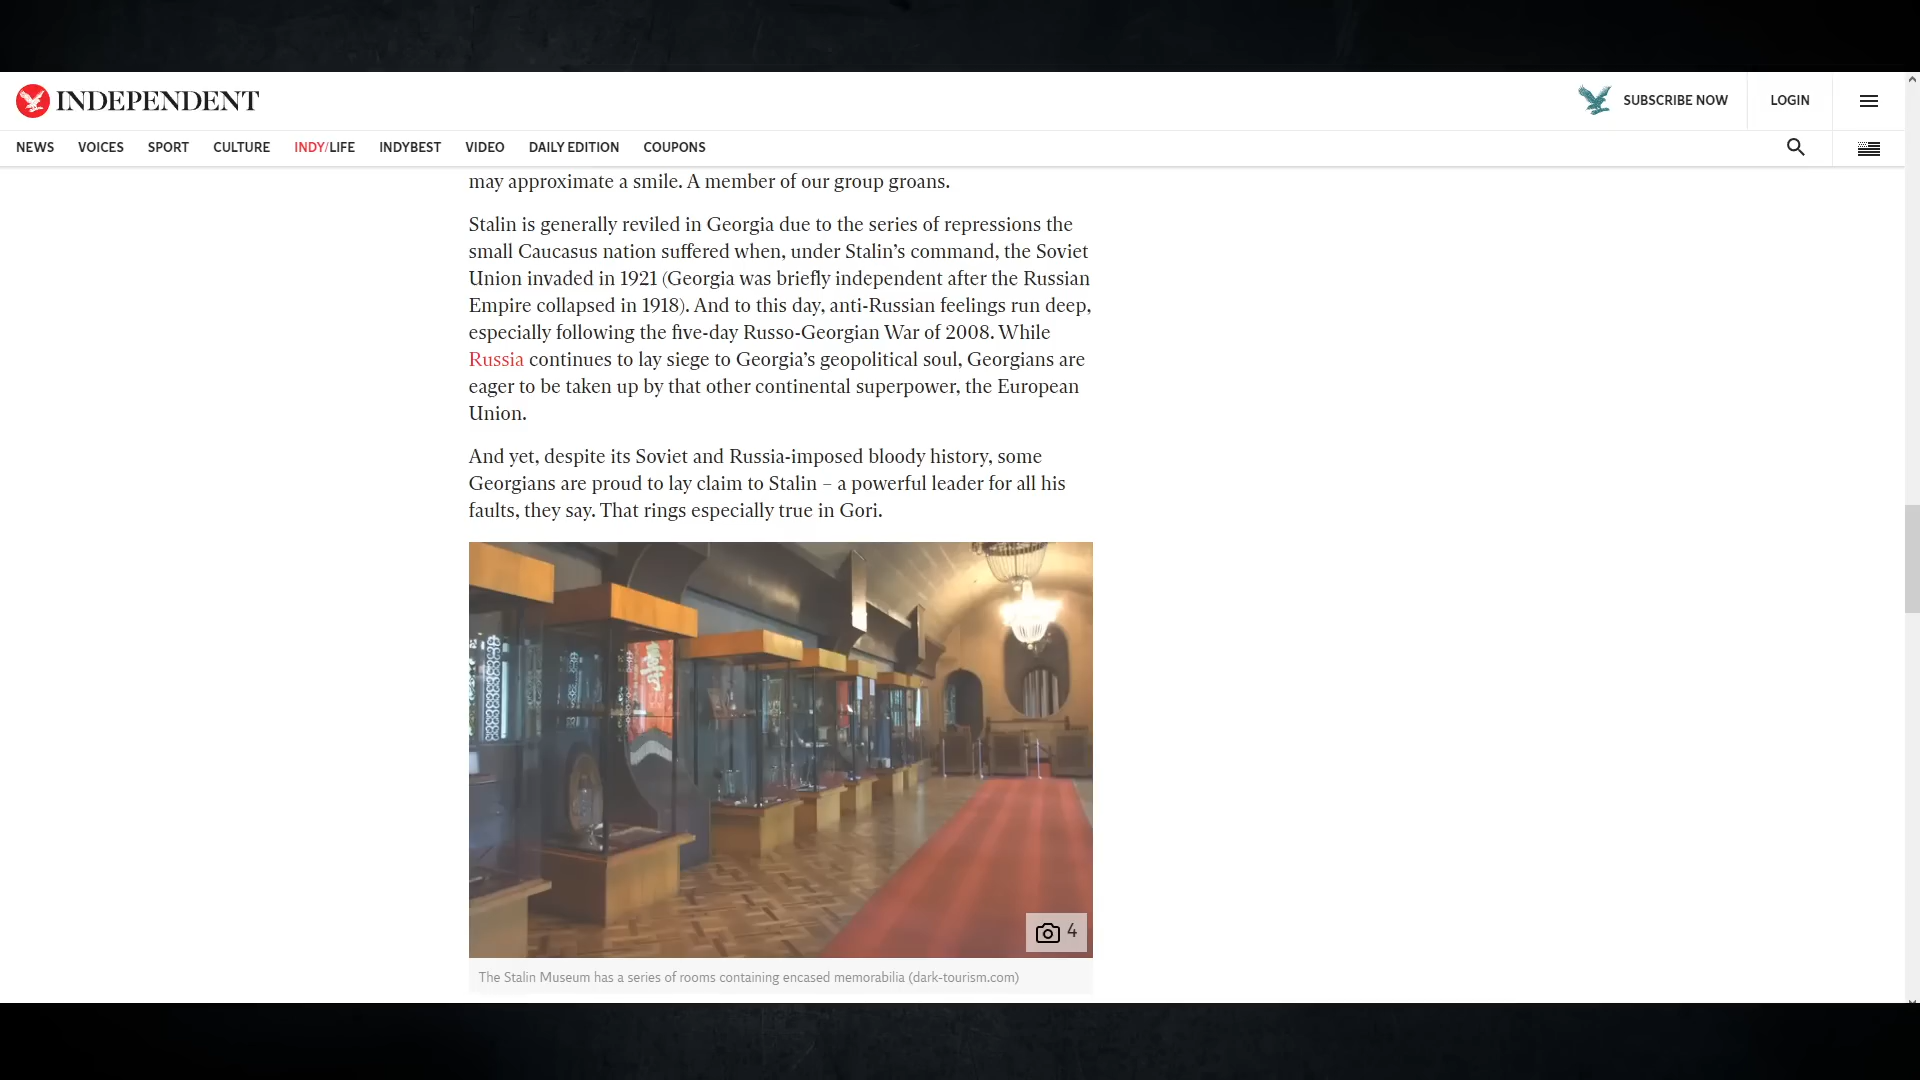 INDEPENDENT
SUBSCRIBE NOW
LOGIN
NEWS VOICES SPORT CULTURE INDY/LIFE INDYBEST VIDEO DAILY EDITION COUPONS
may approximate a smile. A member of our group groans.
Stalin is generally reviled in Georgia due to the series of repressions the
small Caucasus nation suffered when, under Stalin’s command, the Soviet
Union invaded in 1921 (Georgia was briefly independent after the Russian
Empire collapsed in 1918). And to this day, anti-Russian feelings run deep,
especially following the five-day Russo-Georgian War of 2008. While
Russia continues to lay siege to Georgia’s geopolitical soul, Georgians are
eager to be taken up by that other continental superpower, the European
Union.
And yet, despite its Soviet and Russia-imposed bloody history, some
Georgians are proud to lay claim to Stalin – a powerful leader for all his
faults, they say. That rings especially true in Gori.
4
The Stalin Museum has a series of rooms containing encased memorabilia (dark-tourism.com)